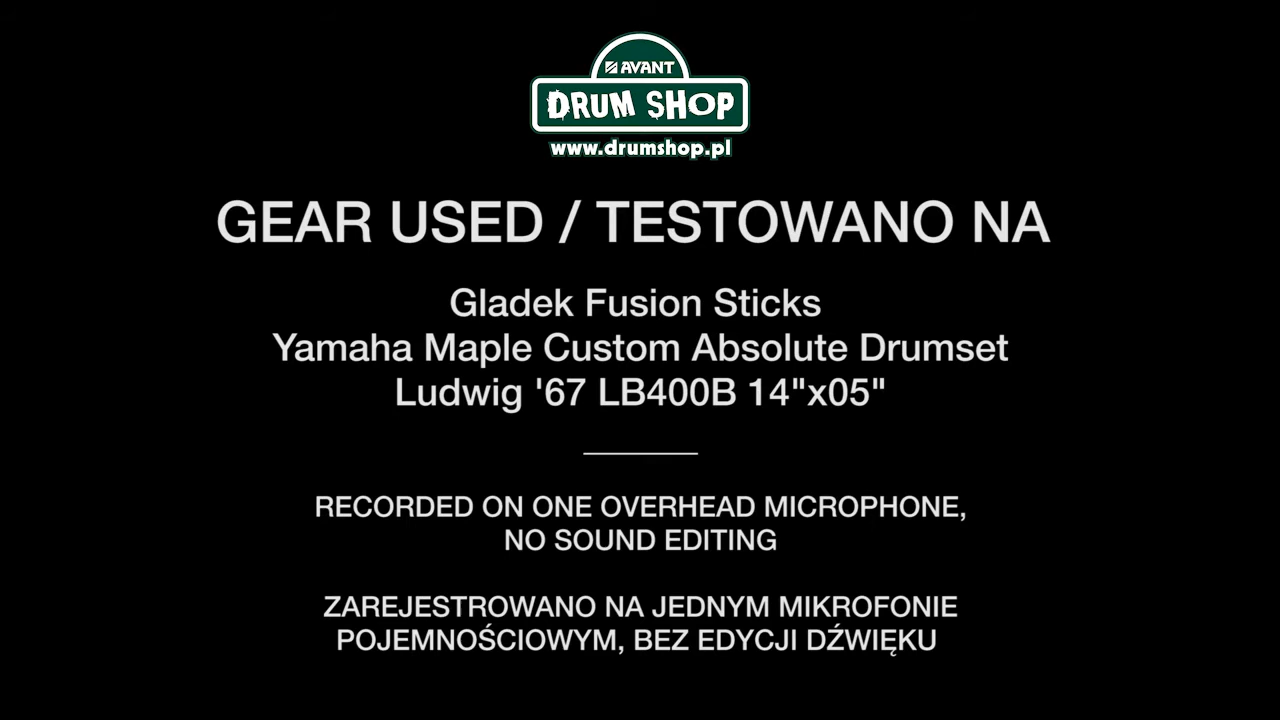 AVANT
DRUM SHOP
www.drumshop.pl
GEAR USED / TESTOWANO NA
Gladek Fusion Sticks
Yamaha Maple Custom Absolute Drumset
Ludwig '67 LB400B 14"x05"
RECORDED ON ONE OVERHEAD MICROPHONE,
NO SOUND EDITING
ZAREJESTROWANO NA JEDNYM MIKROFONIE
POJEMNOŚCIOWYM, BEZ EDYCJI DŹWIĘKU